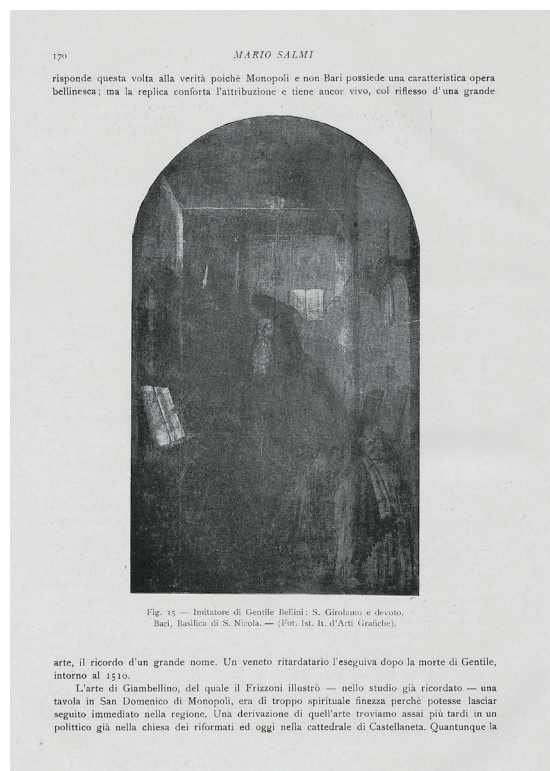 170
MARIO SALMI
risponde questa volta alla verità poichè Monopoli e non Bari possiede una caratteristica opera
bellinesca; ma la replica conforta l'attribuzione e tiene ancor vivo, col riflesso d'una grande
Fig. 15 — Imitatore di Gentile Bellini: S. Girolamo e devoto.
Bari, Basilica di S. Nicola. — (Fot. Ist. It. d'Arti Grafiche).
arte, il ricordo d'un grande nome. Un veneto ritardatario l'eseguiva dopo la morte di Gentile,
intorno al 1510.
L'arte di Giambellino, del quale il Frizzoni illustrò — nello studio già ricordato — una
tavola in San Domenico di Monopoli, era di troppo spirituale finezza perchè potesse lasciar
seguito immediato nella regione. Una derivazione di quell'arte troviamo assai più tardi in un
polittico già nella chiesa dei riformati ed oggi nella cattedrale di Castellaneta. Quantunque la